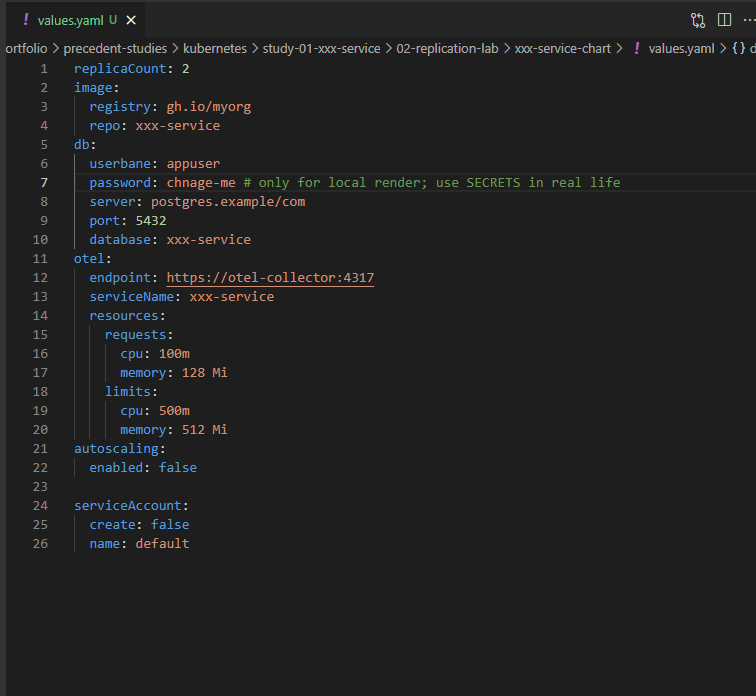 ! values.yaml U ×
ortfolio > precedent-studies > kubernetes > study-01-xxx-service > 02-replication-lab > xxx-service-chart > ! values.yaml > {} d
1 replicaCount: 2
2 image:
3   registry: gh.io/myorg
4   repo: xxx-service
5 db:
6   userbane: appuser
7   password: chnage-me # only for local render; use SECRETS in real life
8   server: postgres.example/com
9   port: 5432
10   database: xxx-service
11 otel:
12   endpoint: https://otel-collector:4317
13   serviceName: xxx-service
14   resources:
15     requests:
16       cpu: 100m
17       memory: 128 Mi
18     limits:
19       cpu: 500m
20       memory: 512 Mi
21 autoscaling:
22   enabled: false
23
24 serviceAccount:
25   create: false
26   name: default